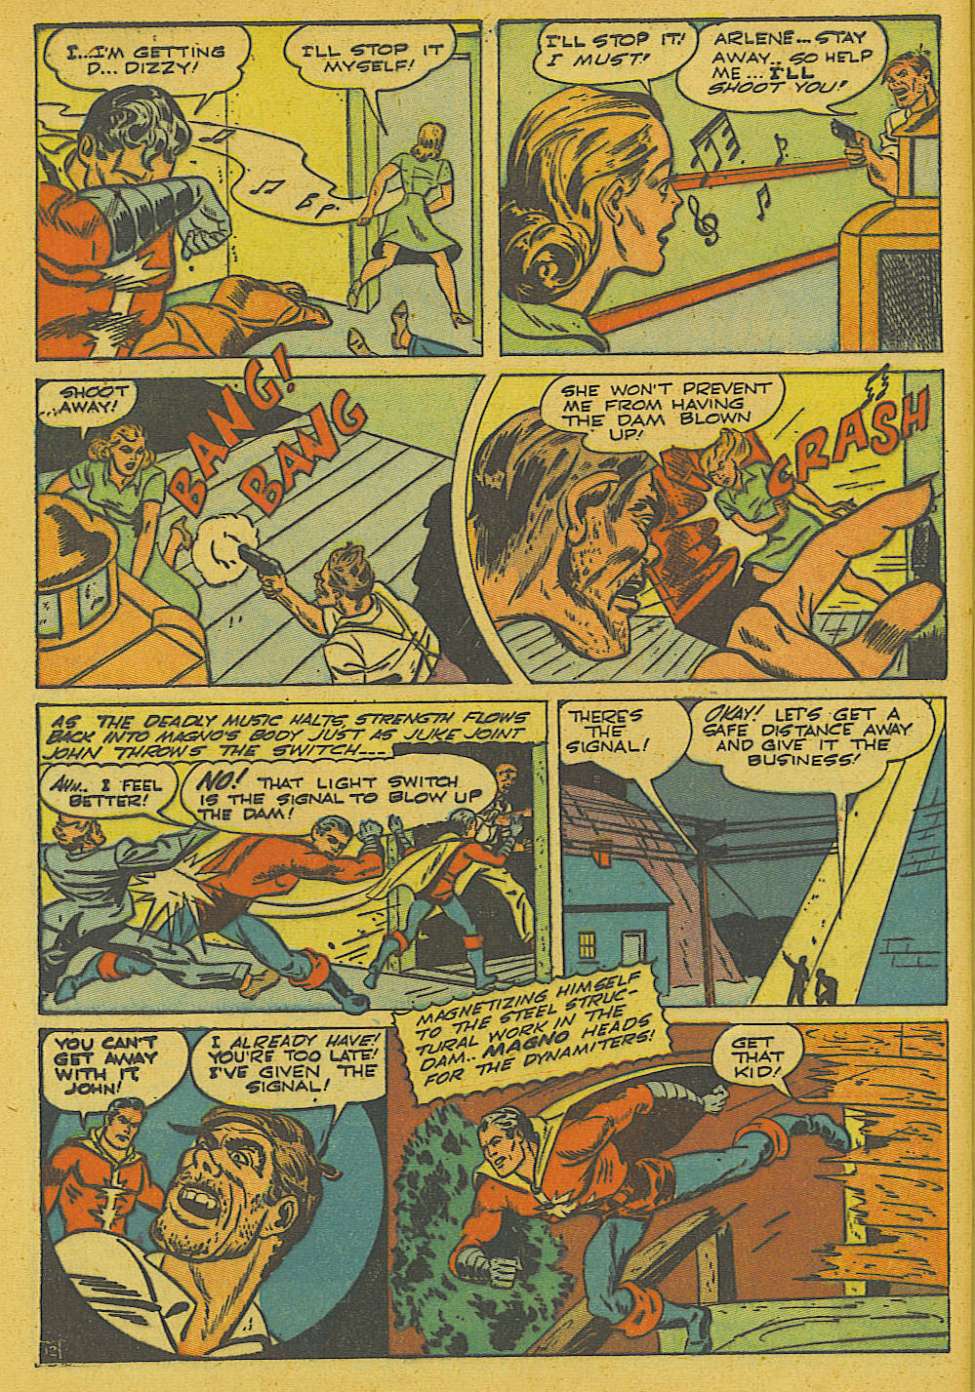 I...I'M GETTING
D... DIZZY!
I'LL STOP IT
MYSELF!
I'LL STOP IT!
I MUST!
ARLENE... STAY
AWAY.. SO HELP
ME... I'LL
SHOOT YOU!
SHOOT
...AWAY!
BANG!
BANG
SHE WON'T PREVENT
ME FROM HAVING
THE DAM BLOWN
UP!
CRASH
AS THE DEADLY MUSIC HALTS, STRENGTH FLOWS
BACK INTO MAGNO'S BODY JUST AS JUKE JOINT
JOHN THROWS THE SWITCH---
AHH.. I FEEL
BETTER!
NO! THAT LIGHT SWITCH
IS THE SIGNAL TO BLOW UP
THE DAM!
THERE'S
THE
SIGNAL!
OKAY! LET'S GET A
SAFE DISTANCE AWAY
AND GIVE IT THE
BUSINESS!
YOU CAN'T
GET AWAY
WITH IT,
JOHN!
I ALREADY HAVE!
YOU'RE TOO LATE!
I'VE GIVEN THE
SIGNAL!
MAGNETIZING HIMSELF
TO THE STEEL STRUC-
TURAL WORK IN THE
DAM.. MAGNO HEADS
FOR THE DYNAMITERS!
GET
THAT
KID!